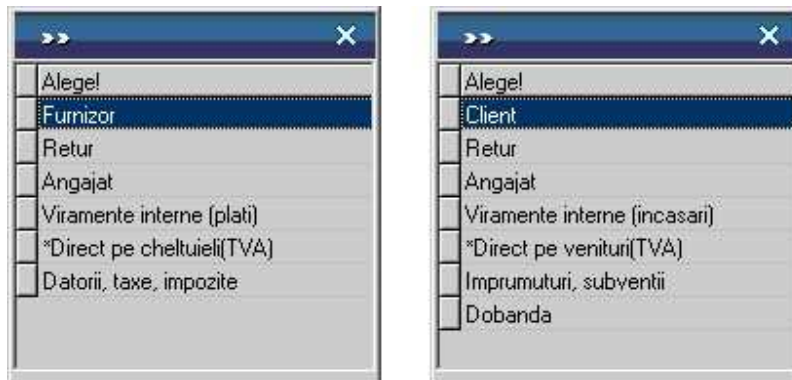 Alege!
Furnizor
Retur
Angajat
Viramente interne (plati)
*Direct pe cheltuieli(TVA)
Datorii, taxe, impozite
Alege!
Client
Retur
Angajat
Viramente interne (incasari)
*Direct pe venituri(TVA)
Imprumuturi, subventii
Dobanda